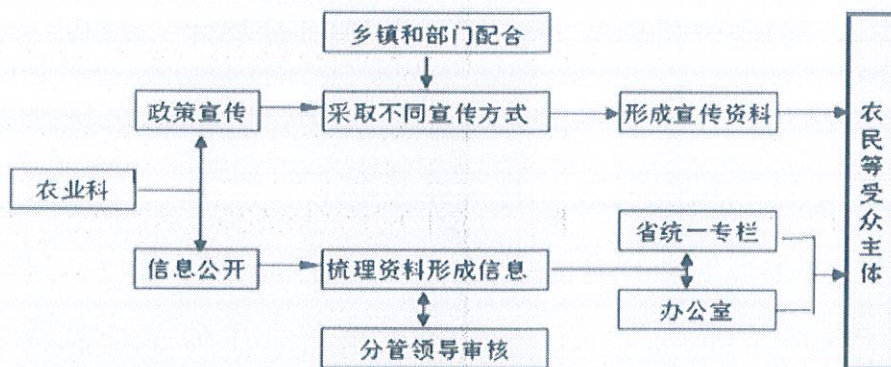 乡镇和部门配合
政策宣传
采取不同宣传方式
形成宣传资料
农民等受众主体
农业科
省统一专栏
信息公开
梳理资料形成信息
办公室
分管领导审核